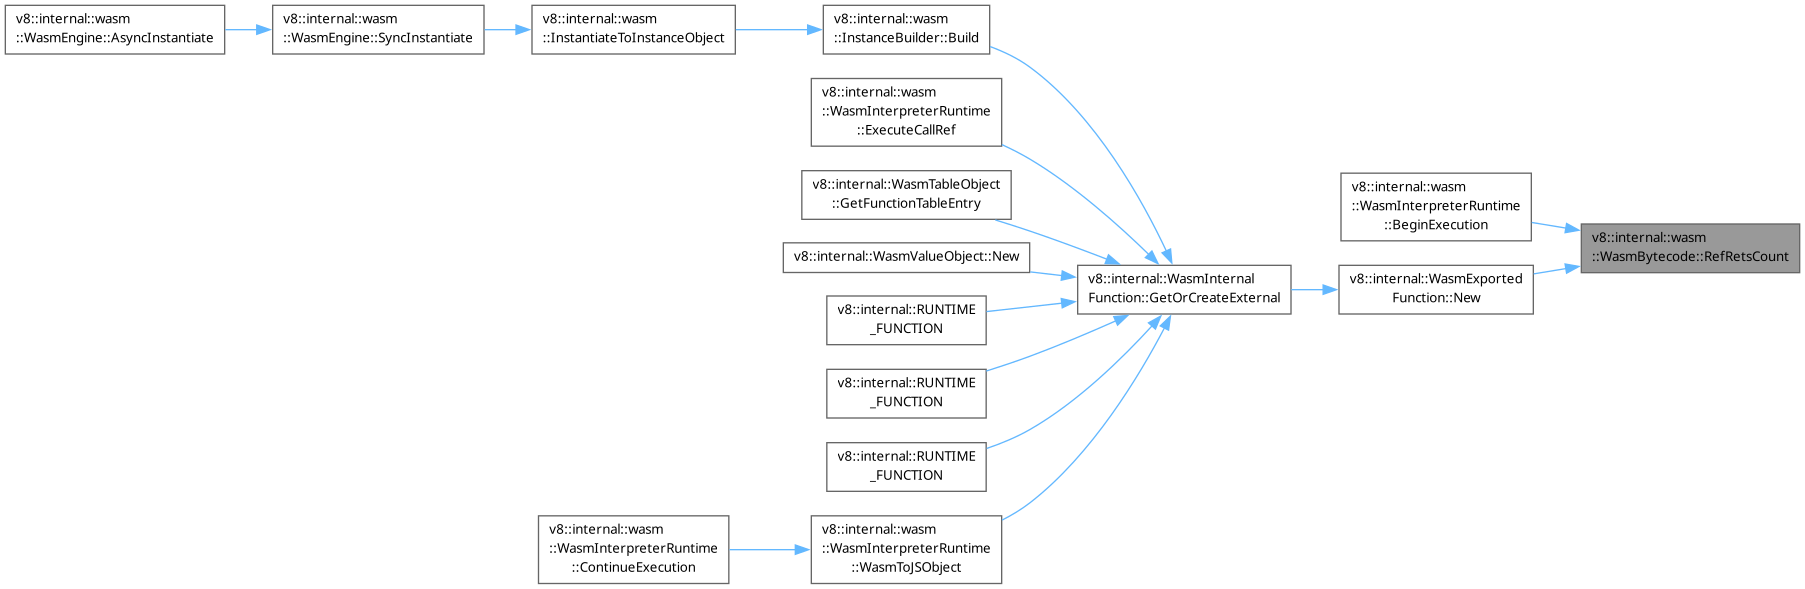 v8::internal::wasm
::WasmEngine::AsyncInstantiate
v8::internal::wasm
::WasmEngine::SyncInstantiate
v8::internal::wasm
::InstantiateToInstanceObject
v8::internal::wasm
::InstanceBuilder::Build
v8::internal::wasm
::WasmInterpreterRuntime
::ExecuteCallRef
v8::internal::WasmTableObject
::GetFunctionTableEntry
v8::internal::WasmValueObject::New
v8::internal::RUNTIME
_FUNCTION
v8::internal::RUNTIME
_FUNCTION
v8::internal::RUNTIME
_FUNCTION
v8::internal::wasm
::WasmInterpreterRuntime
::ContinueExecution
v8::internal::wasm
::WasmInterpreterRuntime
::WasmToJSObject
v8::internal::WasmInternal
Function::GetOrCreateExternal
v8::internal::wasm
::WasmInterpreterRuntime
::BeginExecution
v8::internal::WasmExported
Function::New
v8::internal::wasm
::WasmBytecode::RefRetsCount